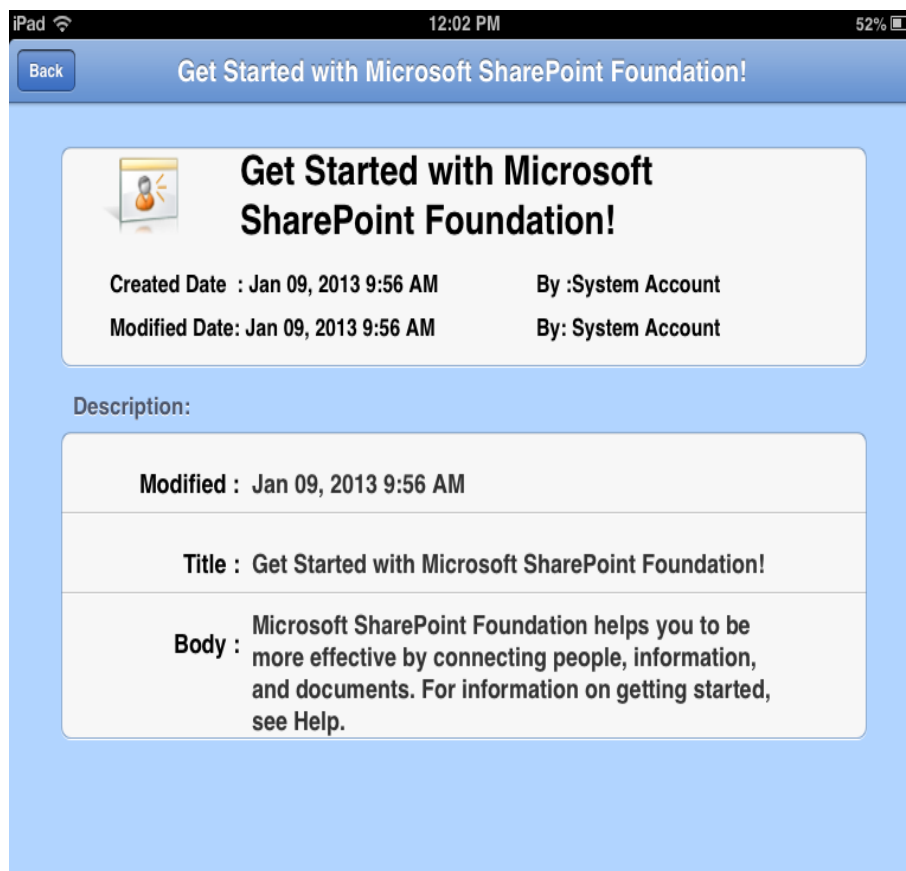 iPad 12:02 PM 52%
Back Get Started with Microsoft SharePoint Foundation!
Get Started with Microsoft
SharePoint Foundation!
Created Date : Jan 09, 2013 9:56 AM By :System Account
Modified Date: Jan 09, 2013 9:56 AM By: System Account
Description:
Modified : Jan 09, 2013 9:56 AM
Title : Get Started with Microsoft SharePoint Foundation!
Body : Microsoft SharePoint Foundation helps you to be
more effective by connecting people, information,
and documents. For information on getting started,
see Help.